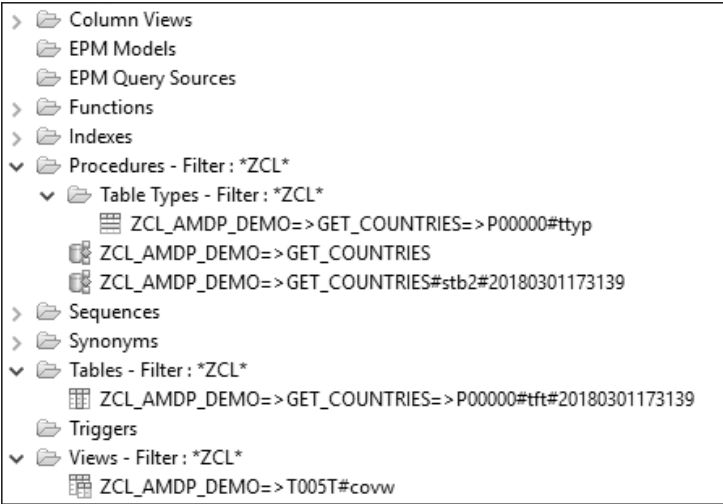 Column Views
EPM Models
EPM Query Sources
Functions
Indexes
Procedures - Filter : *ZCL*
Table Types - Filter : *ZCL*
ZCL_AMDP_DEMO=>GET_COUNTRIES=>P00000#ttyp
ZCL_AMDP_DEMO=>GET_COUNTRIES
ZCL_AMDP_DEMO=>GET_COUNTRIES#stb2#20180301173139
Sequences
Synonyms
Tables - Filter : *ZCL*
ZCL_AMDP_DEMO=>GET_COUNTRIES=>P00000#tft#20180301173139
Triggers
Views - Filter : *ZCL*
ZCL_AMDP_DEMO=>T005T#covw